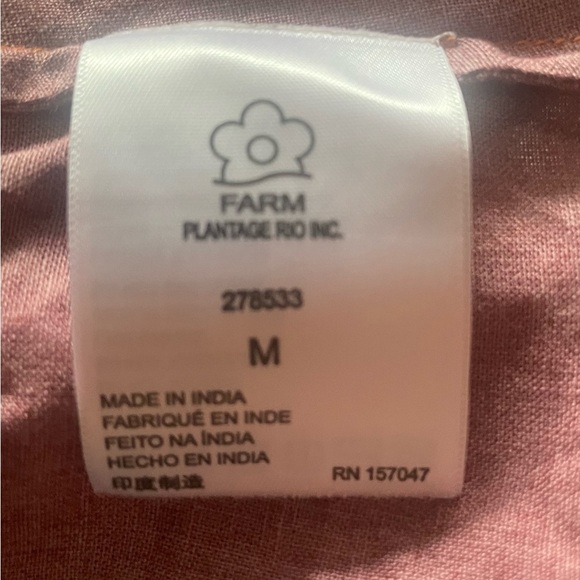 FARM
PLANTAGE RIO INC.
278533
M
MADE IN INDIA
FABRIQUÉ EN INDE
FEITO NA ÍNDIA
HECHO EN INDIA
印度制造
RN 157047